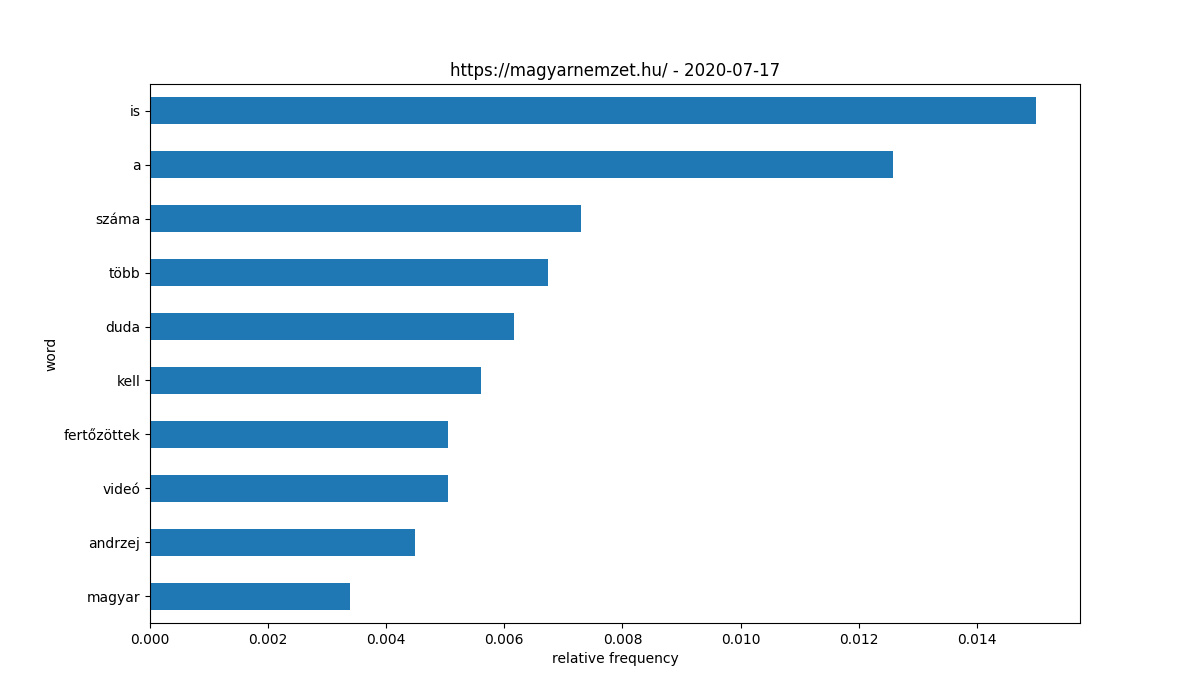 https://magyarnemzet.hu/ - 2020-07-17
is
a
száma
több
duda
kell
fertőzöttek
videó
andrzej
magyar
word
0.000 0.002 0.004 0.006 0.008 0.010 0.012 0.014
relative frequency